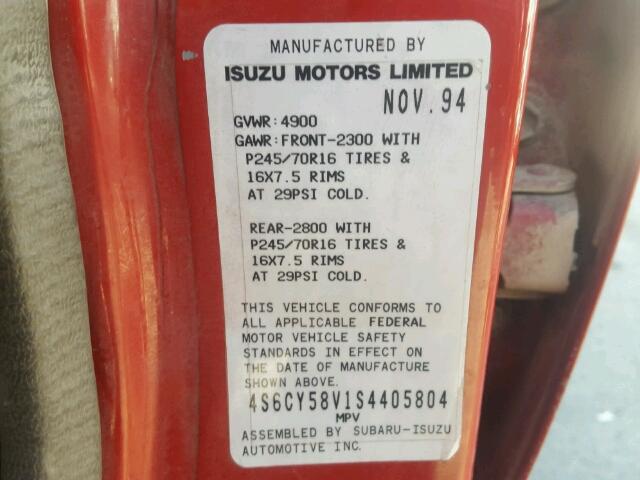 MANUFACTURED BY
ISUZU MOTORS LIMITED
NOV.94
GVWR:4900
GAWR:FRONT-2300 WITH
P245/70R16 TIRES &
16X7.5 RIMS
AT 29PSI COLD.
REAR-2800 WITH
P245/70R16 TIRES &
16X7.5 RIMS
AT 29PSI COLD.
THIS VEHICLE CONFORMS TO
ALL APPLICABLE FEDERAL
MOTOR VEHICLE SAFETY
STANDARDS IN EFFECT ON
THE DATE OF MANUFACTURE
SHOWN ABOVE.
4S6CY58V1S4405804
MPV
ASSEMBLED BY SUBARU-ISUZU
AUTOMOTIVE INC.